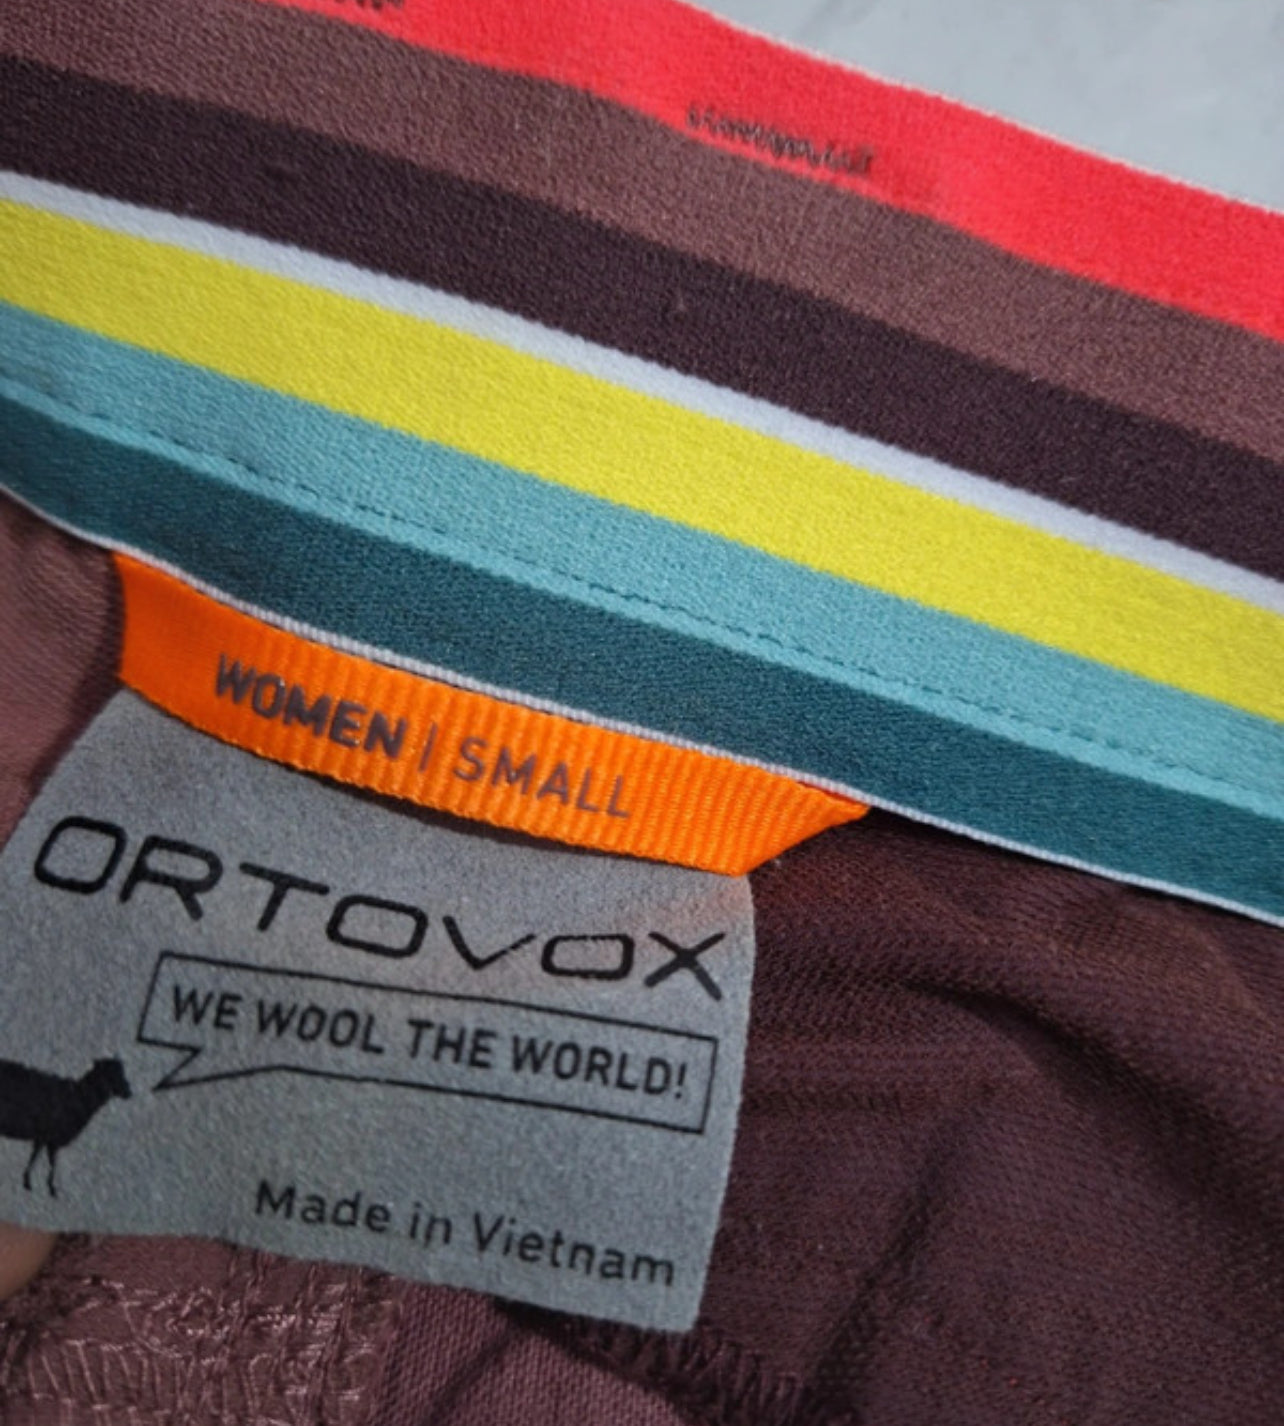 WOMEN | SMALL
ORTOVOX
WE WOOL THE WORLD!
Made in Vietnam